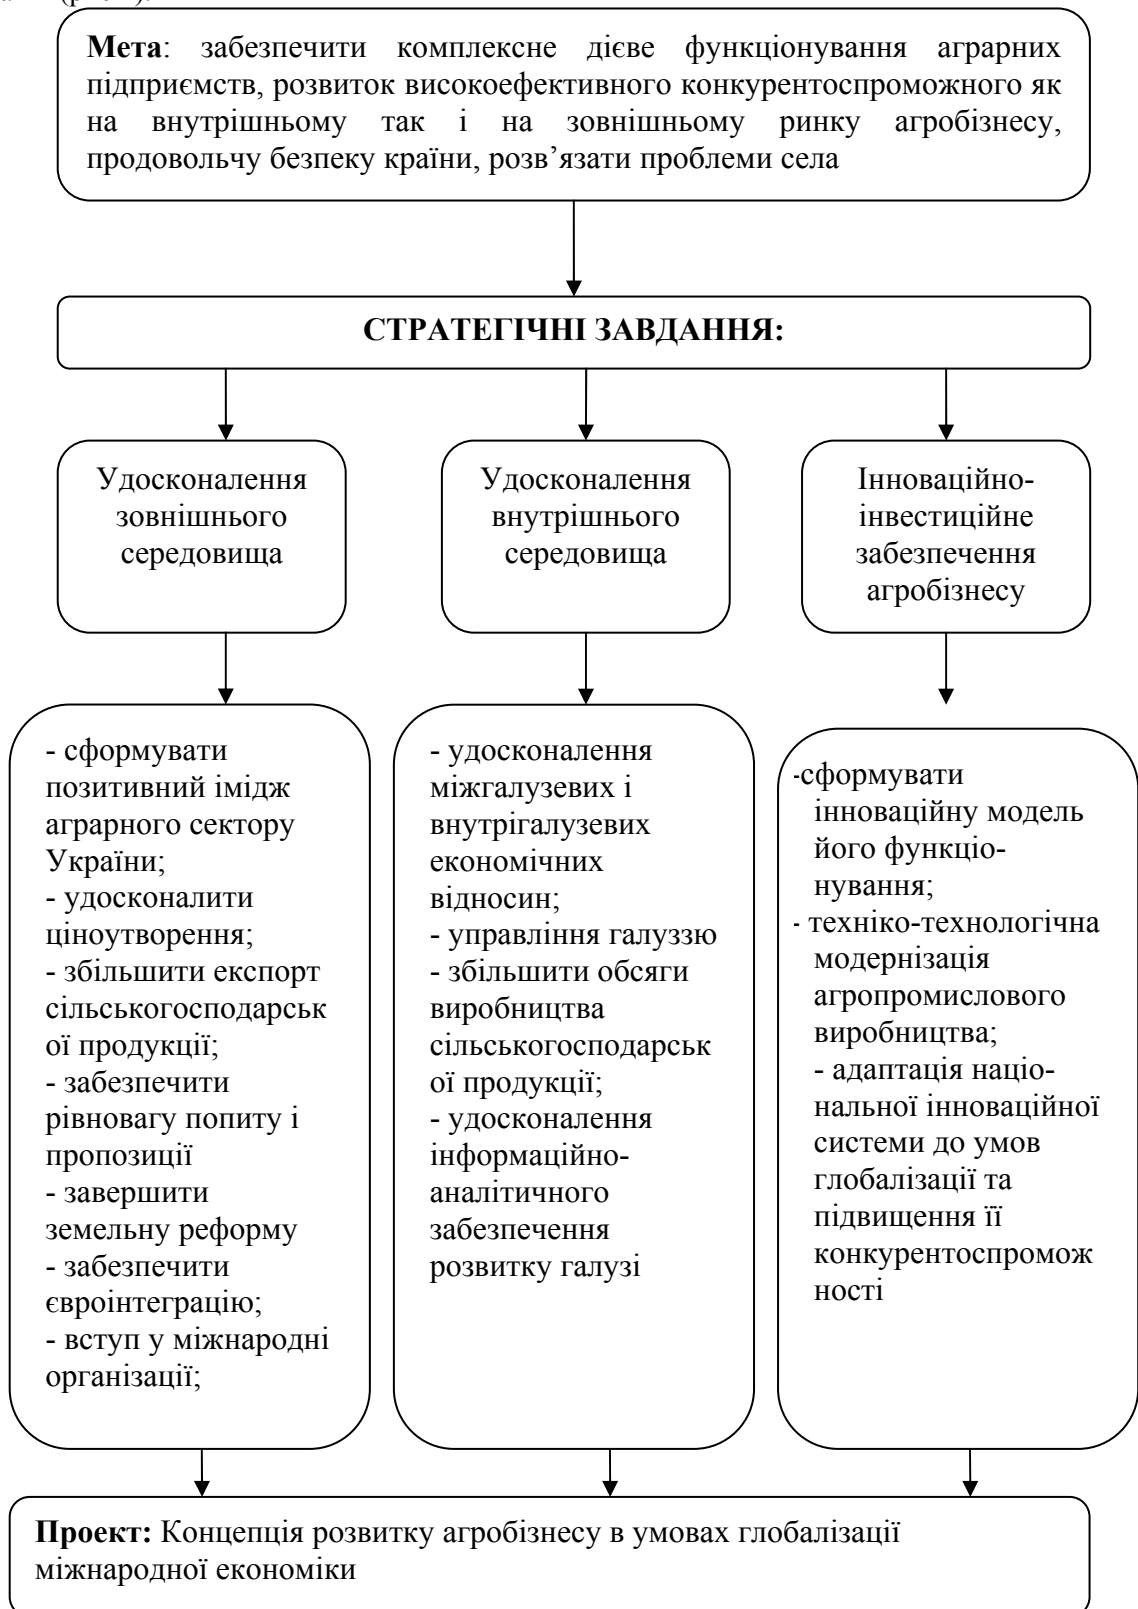 Мета: забезпечити комплексне дієве функціонування аграрних
підприємств, розвиток високоефективного конкурентоспроможного як
на внутрішньому так і на зовнішньому ринку агробізнесу,
продовольчу безпеку країни, розв’язати проблеми села
СТРАТЕГІЧНІ ЗАВДАННЯ:
Удосконалення
зовнішнього
середовища
Удосконалення
внутрішнього
середовища
Інноваційно-
інвестиційне
забезпечення
агробізнесу
- сформувати
позитивний імідж
аграрного сектору
України;
- удосконалити
ціноутворення;
- збільшити експорт
сільськогосподарськ
ої продукції;
- забезпечити
рівновагу попиту і
пропозиції
- завершити
земельну реформу
- забезпечити
євроінтеграцію;
- вступ у міжнародні
організації;
- удосконалення
міжгалузевих і
внутрігалузевих
економічних
відносин;
- управління галуззю
- збільшити обсяги
виробництва
сільськогосподарськ
ої продукції;
- удосконалення
інформаційно-
аналітичного
забезпечення
розвитку галузі
-сформувати
інноваційну модель
його функціо-
нування;
- техніко-технологічна
модернізація
агропромислового
виробництва;
- адаптація націо-
нальної інноваційної
системи до умов
глобалізації та
підвищення її
конкурентоспромож
ності
Проект: Концепція розвитку агробізнесу в умовах глобалізації
міжнародної економіки